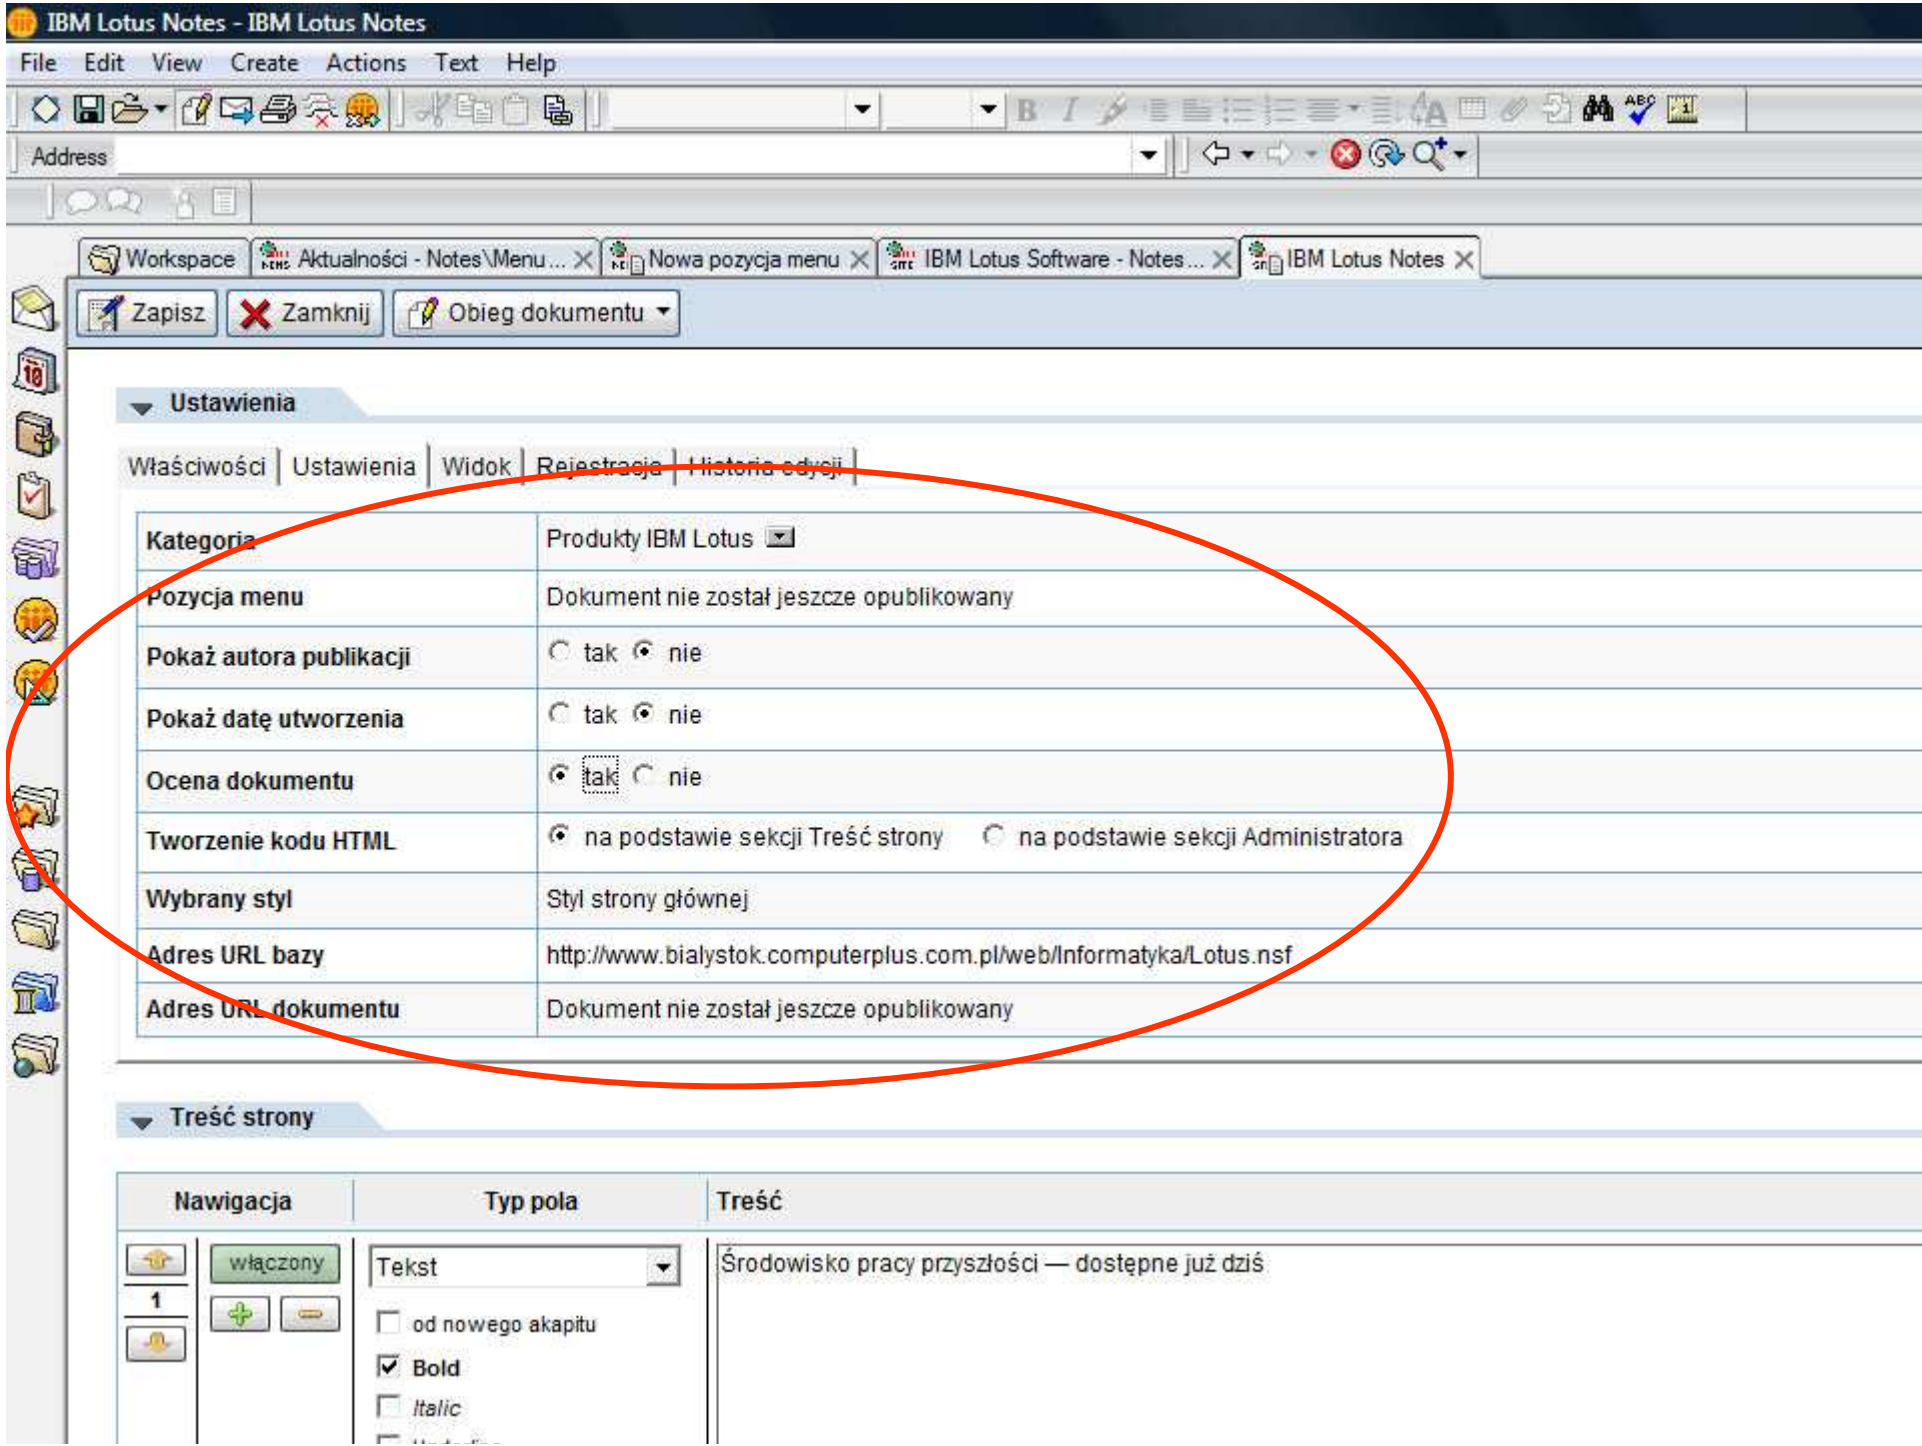 IBM Lotus Notes - IBM Lotus Notes
File Edit View Create Actions Text Help
B I A ABC 1
Address
Workspace Aktualności - Notes\Menu ... Nowa pozycja menu IBM Lotus Software - Notes ... IBM Lotus Notes
Zapisz Zamknij Obieg dokumentu
10
Ustawienia
Właściwości Ustawienia Widok Rejestracja Historia edycji
Kategoria Produkty IBM Lotus
Pozycja menu Dokument nie został jeszcze opublikowany
Pokaż autora publikacji tak nie
Pokaż datę utworzenia tak nie
Ocena dokumentu tak nie
Tworzenie kodu HTML na podstawie sekcji Treść strony na podstawie sekcji Administratora
Wybrany styl Styl strony głównej
Adres URL bazy http://www.bialystok.computerplus.com.pl/web/Informatyka/Lotus.nsf
Adres URL dokumentu Dokument nie został jeszcze opublikowany
Treść strony
Nawigacja Typ pola Treść
włączony Tekst Środowisko pracy przyszłości — dostępne już dziś
1
od nowego akapitu
Bold
Italic